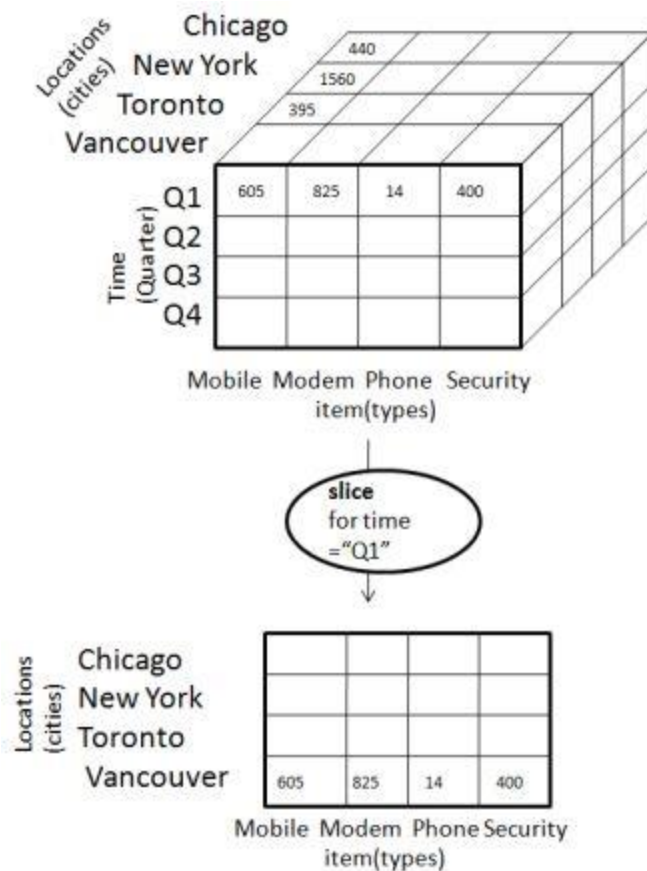 Locations
(cities)
Chicago
New York
Toronto
Vancouver
440
1560
395
Time
(Quarter)
Q1 605 825 14 400
Q2
Q3
Q4
Mobile Modem Phone Security
item(types)
slice
for time
="Q1"
Locations
(cities)
Chicago
New York
Toronto
Vancouver 605 825 14 400
Mobile Modem Phone Security
item(types)